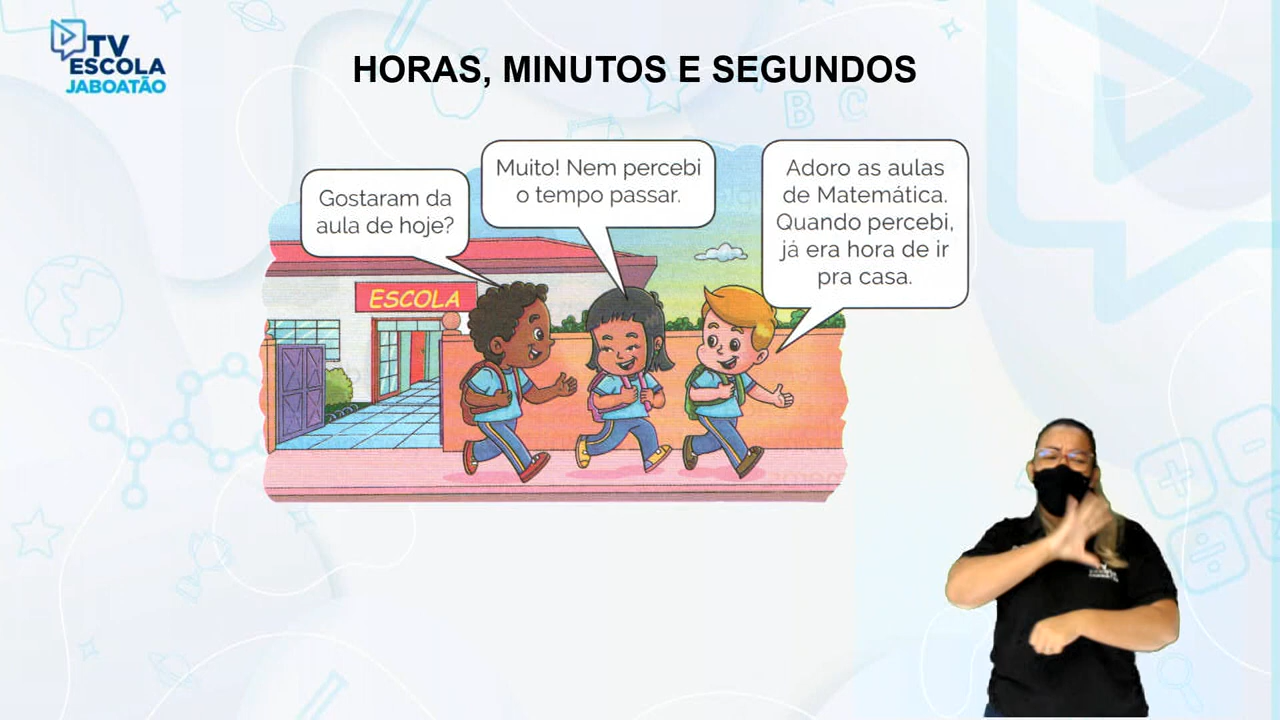 TV
ESCOLA
JABOATÃO
HORAS, MINUTOS E SEGUNDOS
Gostaram da
aula de hoje?
Muito! Nem percebi
o tempo passar.
Adoro as aulas
de Matemática.
Quando percebi,
já era hora de ir
pra casa.
ESCOLA
B C